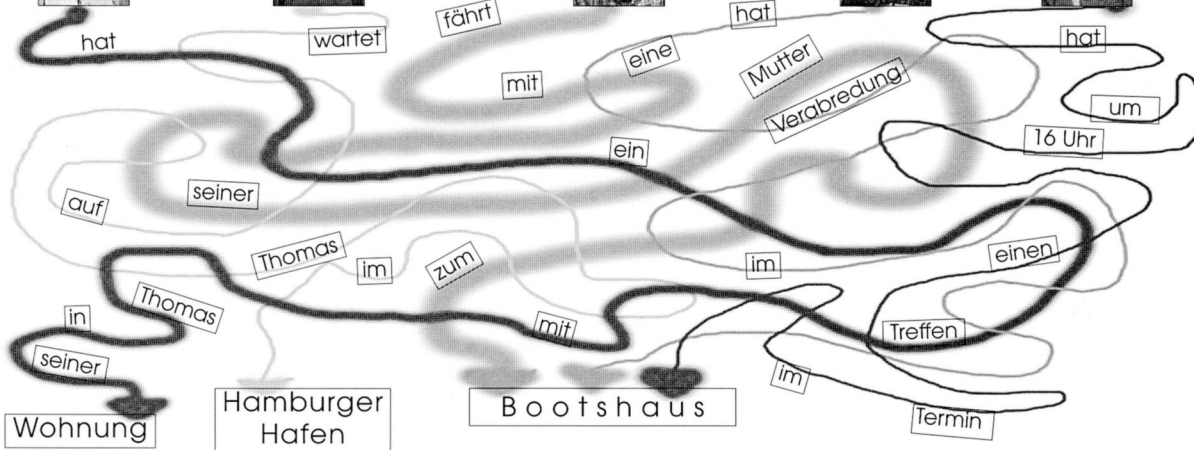 fährt
hat
hat
wartet
hat
eine
Mutter
mit
Verabredung
um
16 Uhr
ein
seiner
auf
Thomas
im
zum
im
einen
Thomas
in
mit
Treffen
seiner
im
Termin
Wohnung
Hamburger
Hafen
Bootshaus